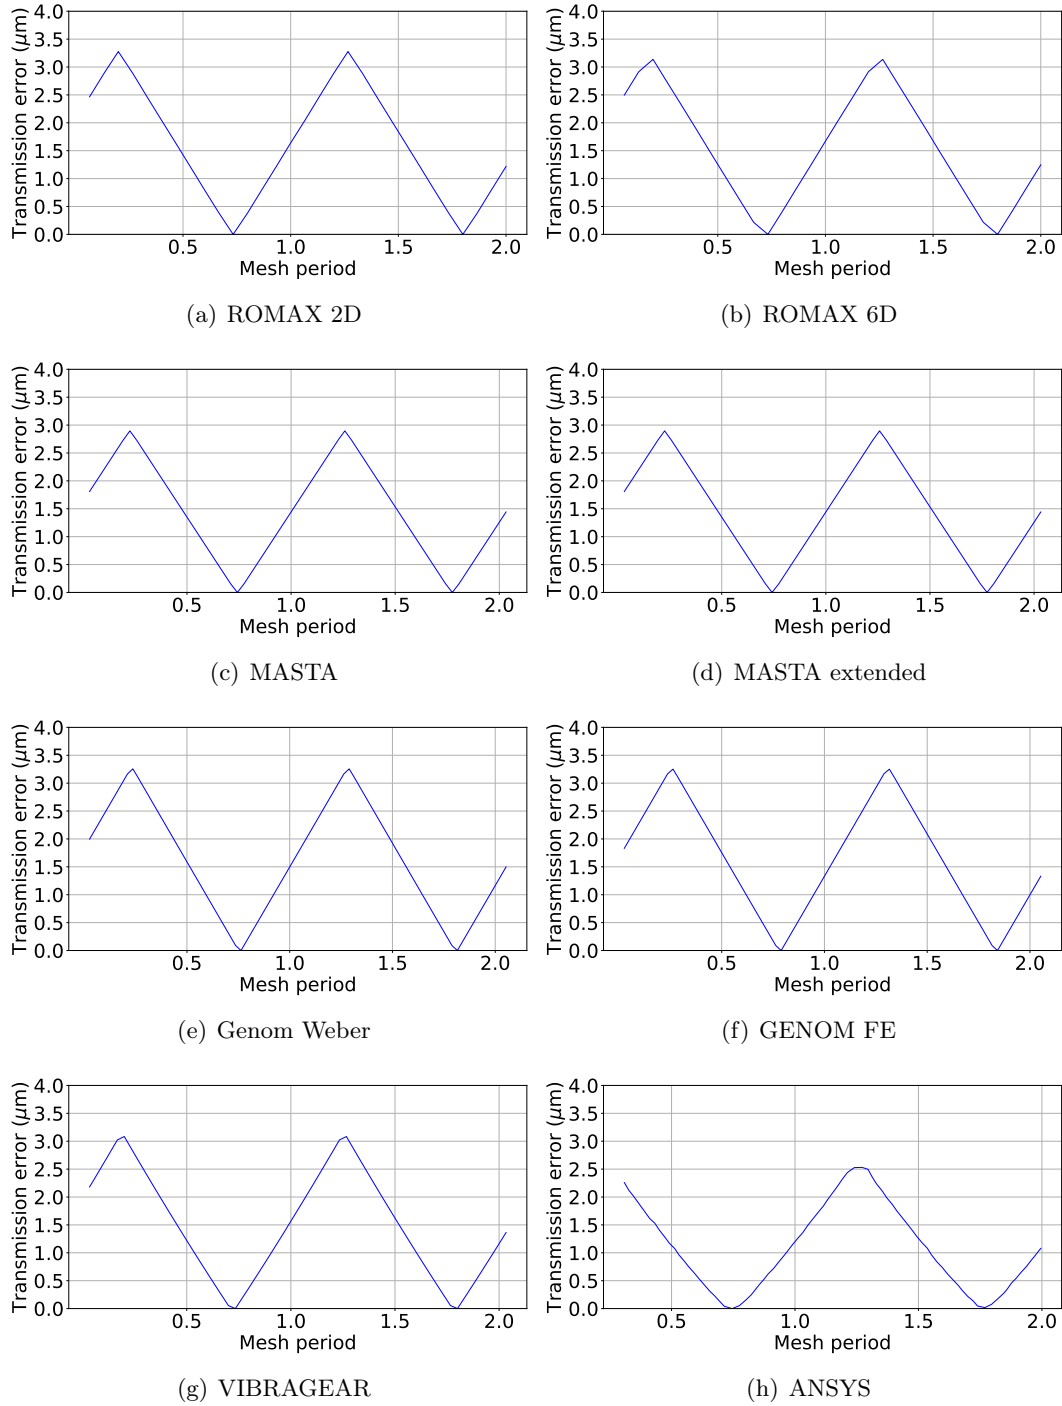 Transmission error (μm)
4.0
3.5
3.0
2.5
2.0
1.5
1.0
0.5
0.0
0.5 1.0 1.5 2.0
Mesh period
(a) ROMAX 2D
Transmission error (μm)
4.0
3.5
3.0
2.5
2.0
1.5
1.0
0.5
0.0
0.5 1.0 1.5 2.0
Mesh period
(b) ROMAX 6D
Transmission error (μm)
4.0
3.5
3.0
2.5
2.0
1.5
1.0
0.5
0.0
0.5 1.0 1.5 2.0
Mesh period
(c) MASTA
Transmission error (μm)
4.0
3.5
3.0
2.5
2.0
1.5
1.0
0.5
0.0
0.5 1.0 1.5 2.0
Mesh period
(d) MASTA extended
Transmission error (μm)
4.0
3.5
3.0
2.5
2.0
1.5
1.0
0.5
0.0
0.5 1.0 1.5 2.0
Mesh period
(e) Genom Weber
Transmission error (μm)
4.0
3.5
3.0
2.5
2.0
1.5
1.0
0.5
0.0
0.5 1.0 1.5 2.0
Mesh period
(f) GENOM FE
Transmission error (μm)
4.0
3.5
3.0
2.5
2.0
1.5
1.0
0.5
0.0
0.5 1.0 1.5 2.0
Mesh period
(g) VIBRAGEAR
Transmission error (μm)
4.0
3.5
3.0
2.5
2.0
1.5
1.0
0.5
0.0
0.5 1.0 1.5 2.0
Mesh period
(h) ANSYS